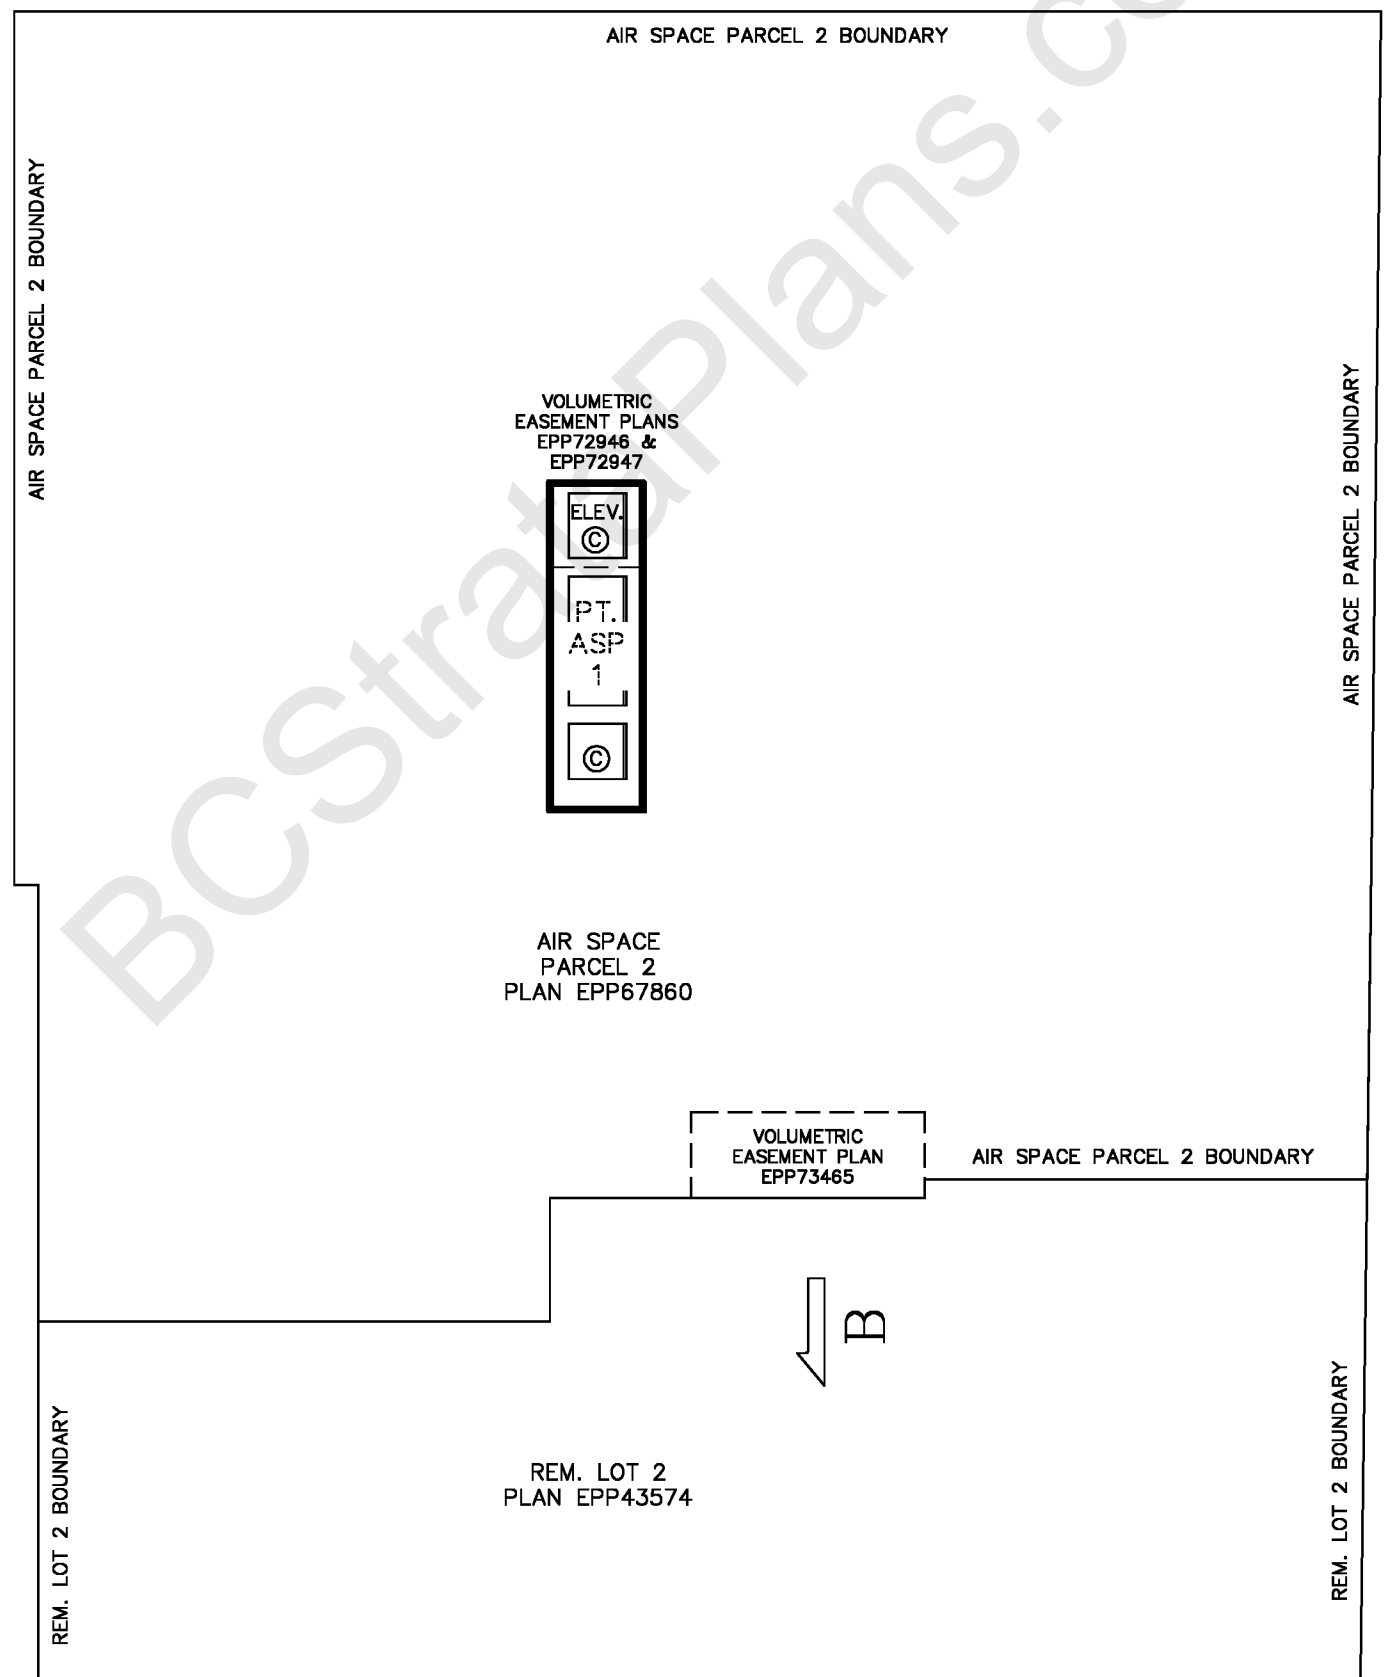 AIR SPACE PARCEL 2 BOUNDARY
AIR SPACE PARCEL 2 BOUNDARY
AIR SPACE PARCEL 2 BOUNDARY
VOLUMETRIC
EASEMENT PLANS
EPP72946 &
EPP72947
ELEV.
©
PT.
ASP
1
©
AIR SPACE
PARCEL 2
PLAN EPP67860
VOLUMETRIC
EASEMENT PLAN
EPP73465
AIR SPACE PARCEL 2 BOUNDARY
B
REM. LOT 2 BOUNDARY
REM. LOT 2
PLAN EPP43574
REM. LOT 2 BOUNDARY
BCStrataPlans.co